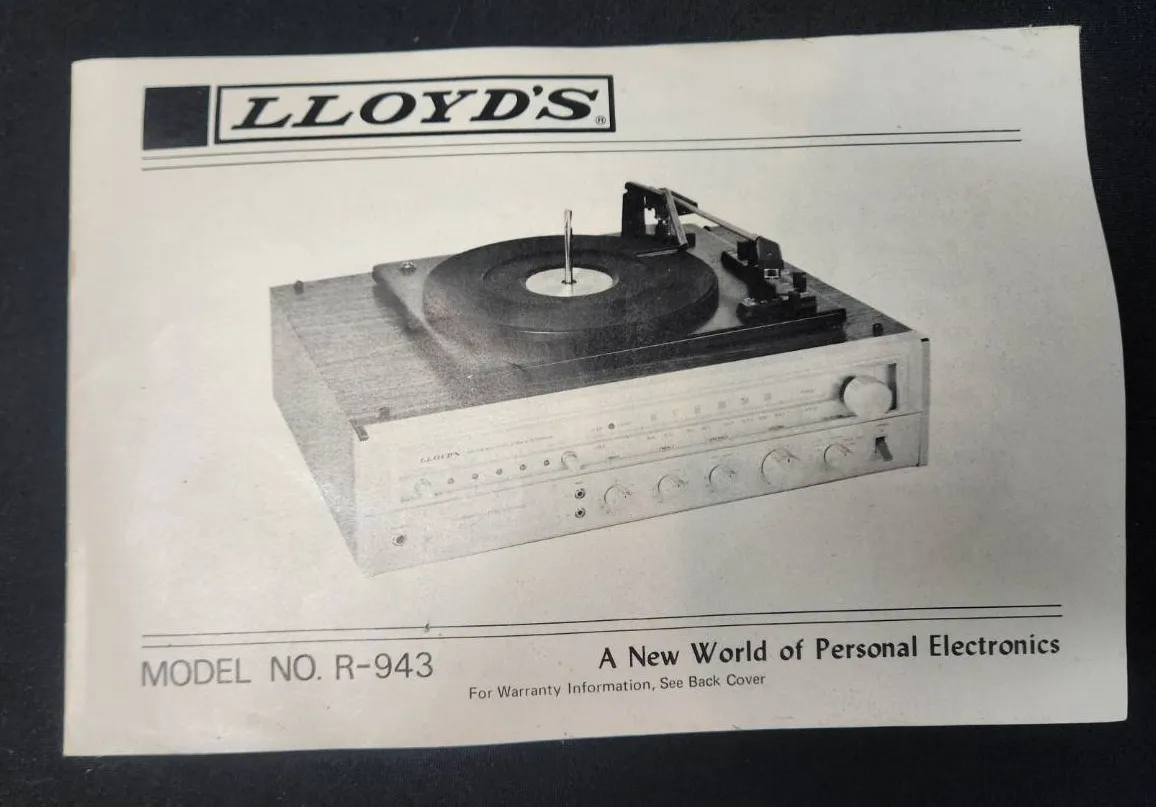 LLOYD'S®
LLOYD'S
MODEL NO. R-943
A New World of Personal Electronics
For Warranty Information, See Back Cover